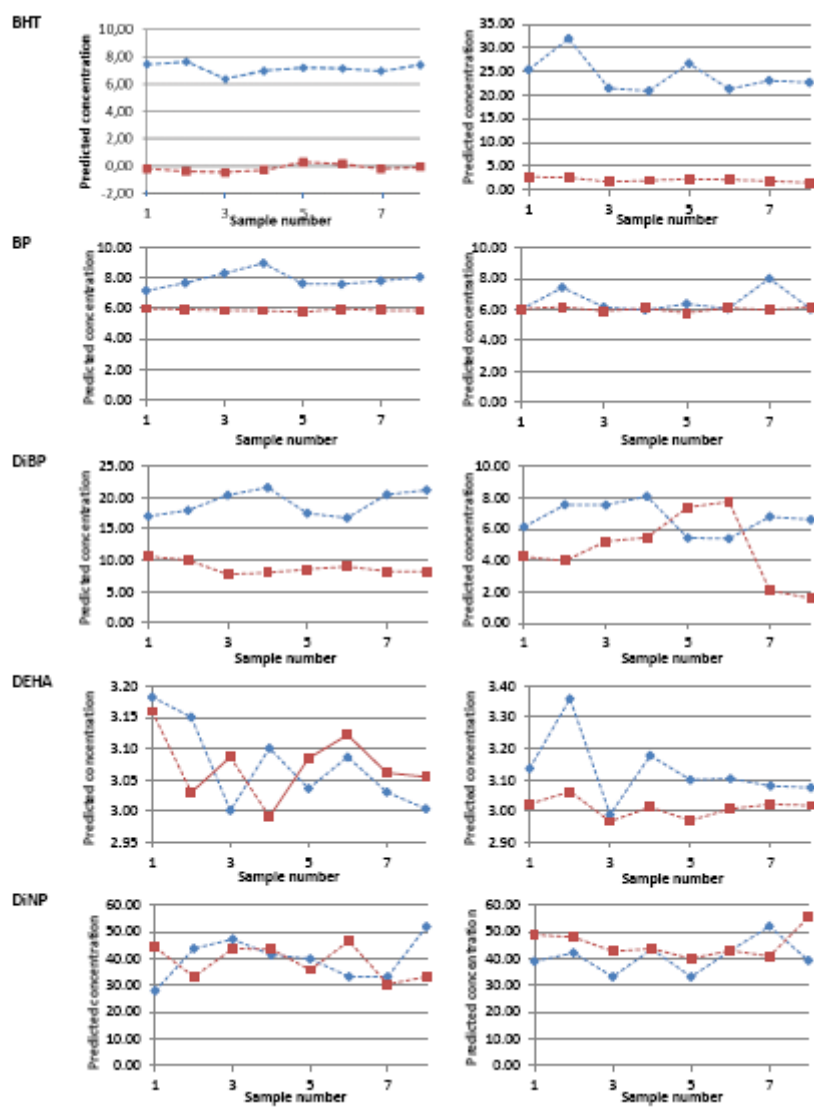 BHT
Predicted concentration
10,00
8,00
6,00
4,00
2,00
0,00
-2,00
1 3 5 7
Sample number
Predicted concentration
35.00
30.00
25.00
20.00
15.00
10.00
5.00
0.00
1 3 5 7
Sample number
BP
Predicted concentration
10.00
8.00
6.00
4.00
2.00
0.00
1 3 5 7
Sample number
Predicted concentration
10.00
8.00
6.00
4.00
2.00
0.00
1 3 5 7
Sample number
DiBP
Predicted concentration
25.00
20.00
15.00
10.00
5.00
0.00
1 3 5 7
Sample number
Predicted concentration
10.00
8.00
6.00
4.00
2.00
0.00
1 3 5 7
Sample number
DEHA
Predicted concentration
3.20
3.15
3.10
3.05
3.00
2.95
1 3 5 7
Sample number
Predicted concentration
3.40
3.30
3.20
3.10
3.00
2.90
1 3 5 7
Sample number
DiNP
Predicted concentration
60.00
50.00
40.00
30.00
20.00
10.00
0.00
1 3 5 7
Sample number
Predicted concentration
60.00
50.00
40.00
30.00
20.00
10.00
0.00
1 3 5 7
Sample number